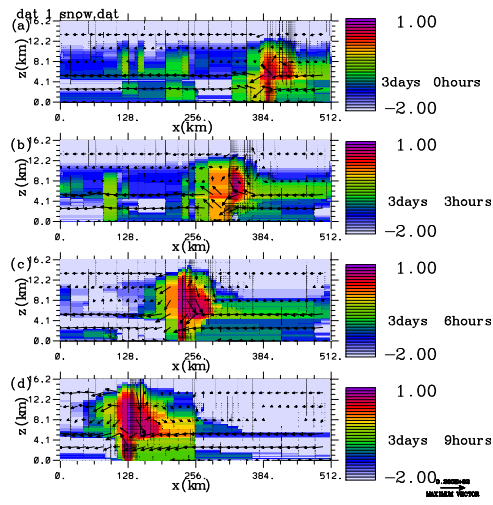 dat_1_snow,dat
(a)
16.2
12.2
8.1
4.1
0.0
z(km)
0. 128. 256. 384. 512.
x(km)
1.00
3days 0hours
-2.00
(b)
16.2
12.2
8.1
4.1
0.0
z(km)
0. 128. 256. 384. 512.
x(km)
1.00
3days 3hours
-2.00
(c)
16.2
12.2
8.1
4.1
0.0
z(km)
0. 128. 256. 384. 512.
x(km)
1.00
3days 6hours
-2.00
(d)
16.2
12.2
8.1
4.1
0.0
z(km)
0. 128. 256. 384. 512.
x(km)
1.00
3days 9hours
-2.00
MAXIMUM VECTOR